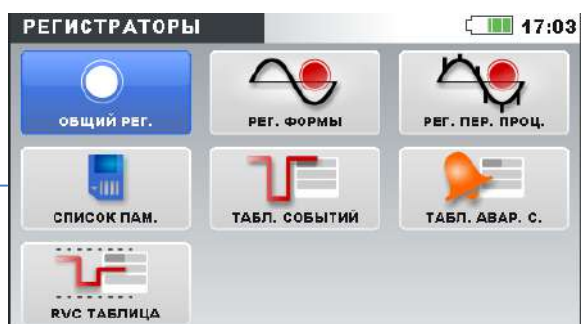 РЕГИСТРАТОРЫ 17:03
ОБЩИЙ РЕГ. РЕГ. ФОРМЫ РЕГ. ПЕР. ПРОЦ.
СПИСОК ПАМ. ТАБЛ. СОБЫТИЙ ТАБЛ. АВАР. С.
RVC ТАБЛИЦА